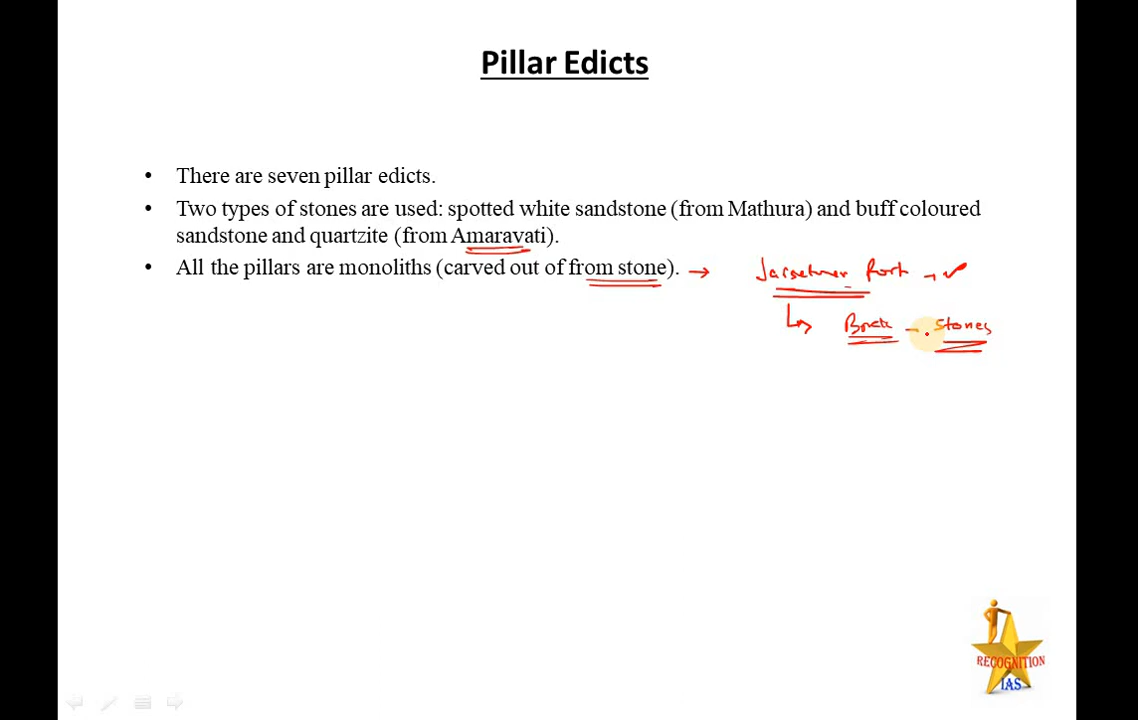 Pillar Edicts
• There are seven pillar edicts.
• Two types of stones are used: spotted white sandstone (from Mathura) and buff coloured
sandstone and quartzite (from Amaravati).
• All the pillars are monoliths (carved out of from stone). → Jaisalmer fort
Stones
RECOGNITION
IAS